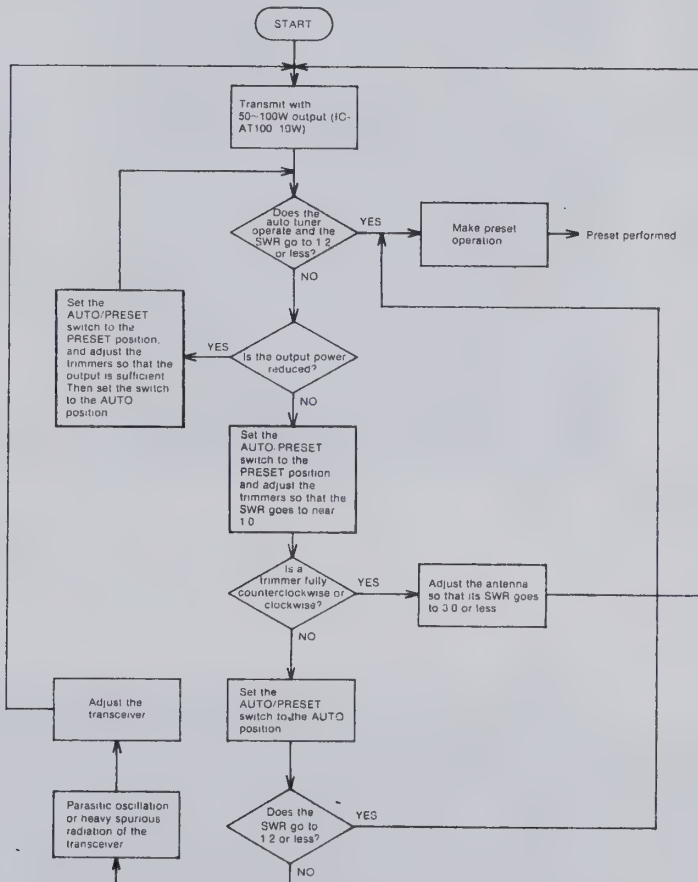 START
Transmit with
50~100W output (IC-
AT100 10W)
Does the
auto tuner
operate and the
SWR go to 1 2
or less?
YES
Make preset
operation
Preset performed
NO
Set the
AUTO/PRESET
switch to the
PRESET position,
and adjust the
trimmers so that the
output is sufficient
Then set the switch
to the AUTO
position
YES
Is the output power
reduced?
NO
Set the
AUTO/PRESET
switch to the
PRESET position
and adjust the
trimmers so that the
SWR goes to near
1 0
Is a
trimmer fully
counterclockwise or
clockwise?
YES
Adjust the antenna
so that its SWR goes
to 3 0 or less
NO
Set the
AUTO/PRESET
switch to the AUTO
position
Adjust the
transceiver
Parasitic oscillation
or heavy spurious
radiation of the
transceiver
Does the
SWR go to
1 2 or less?
YES
NO